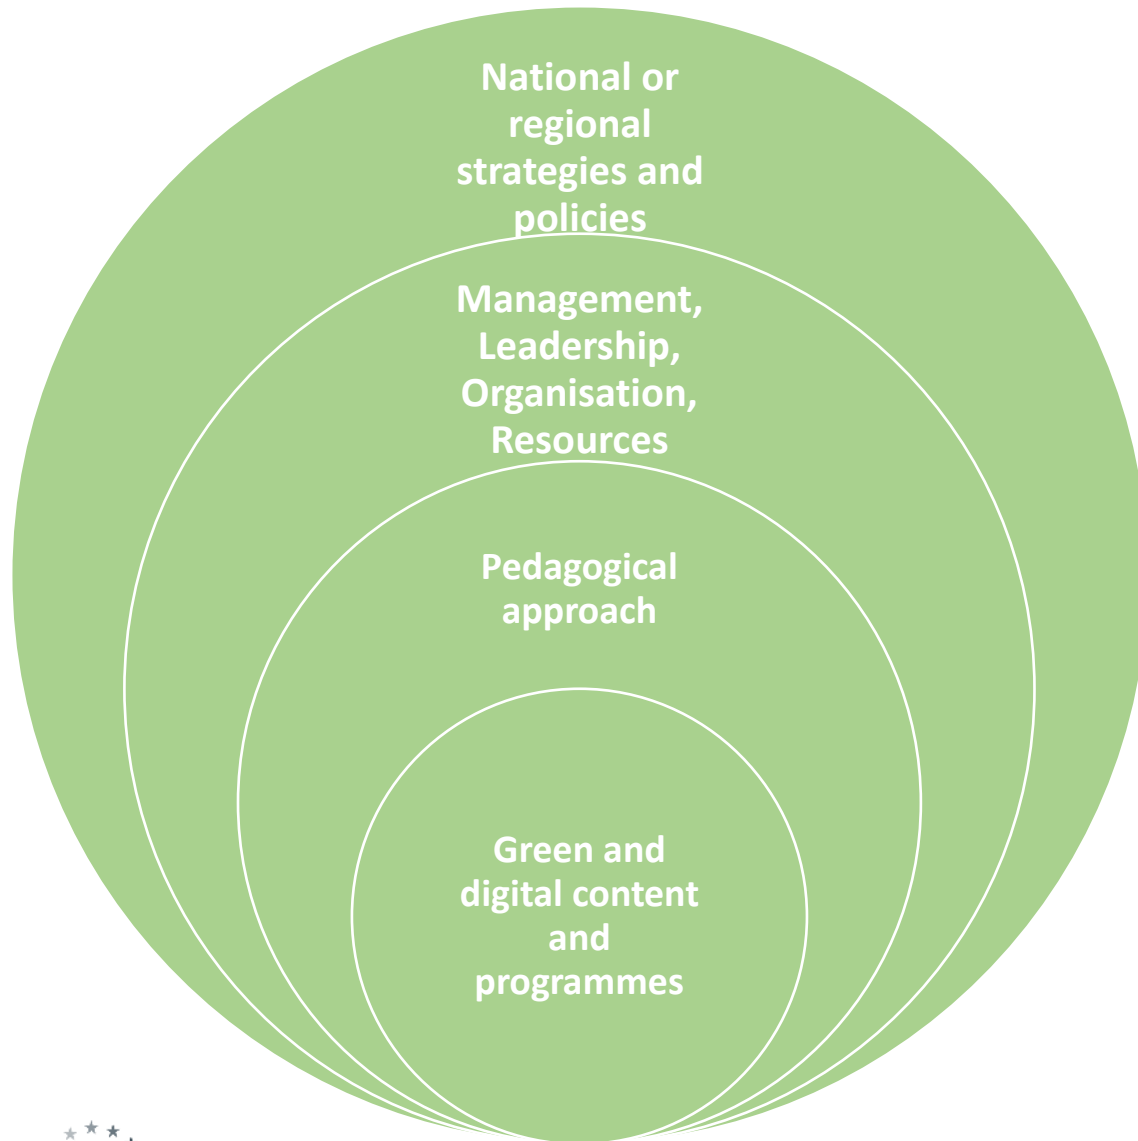 National or
regional
strategies and
policies
Management,
Leadership,
Organisation,
Resources
Pedagogical
approach
Green and
digital content
and
programmes